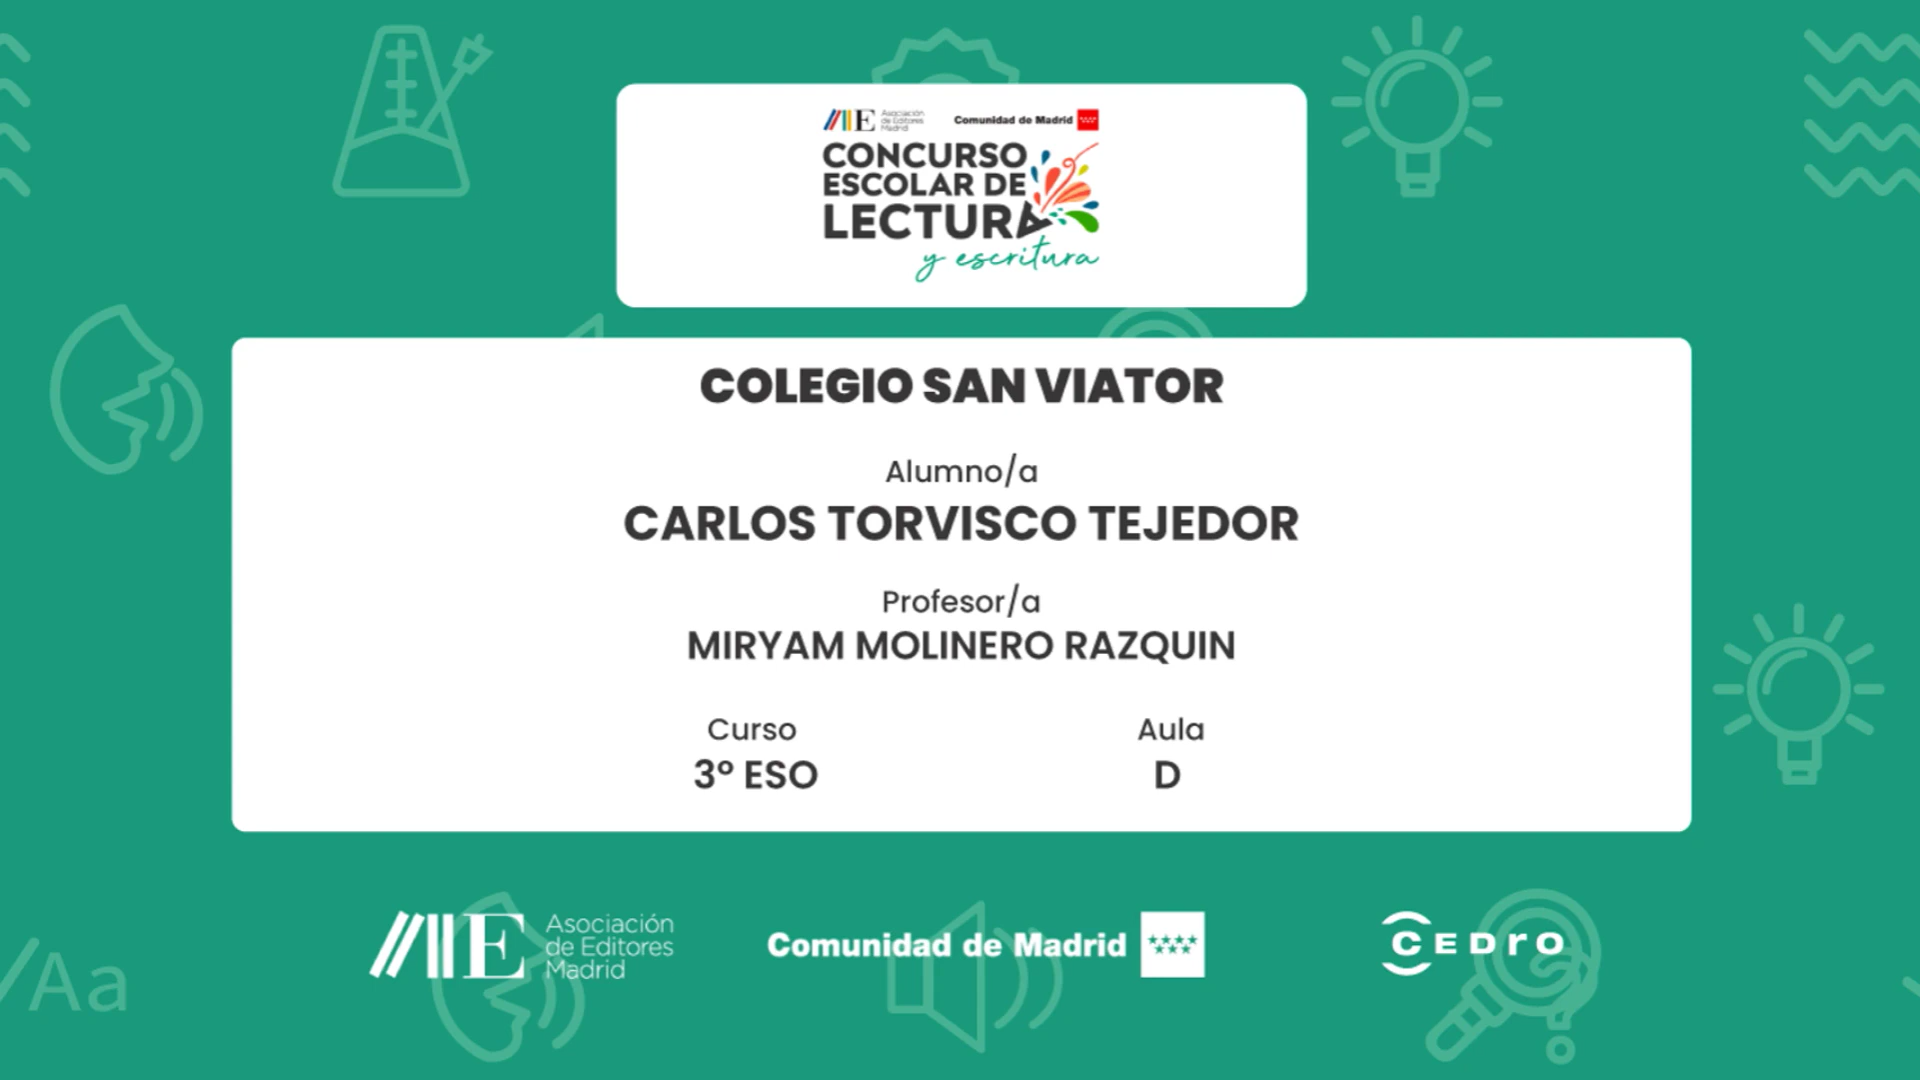 Asociación
de Editores
Madrid
Comunidad de Madrid
CONCURSO
ESCOLAR DE
LECTURA
y escritura
COLEGIO SAN VIATOR
Alumno/a
CARLOS TORVISCO TEJEDOR
Profesor/a
MIRYAM MOLINERO RAZQUIN
Curso
Aula
3º ESO
D
Asociación
de Editores
Madrid
Comunidad de Madrid
CEDRO
Aa